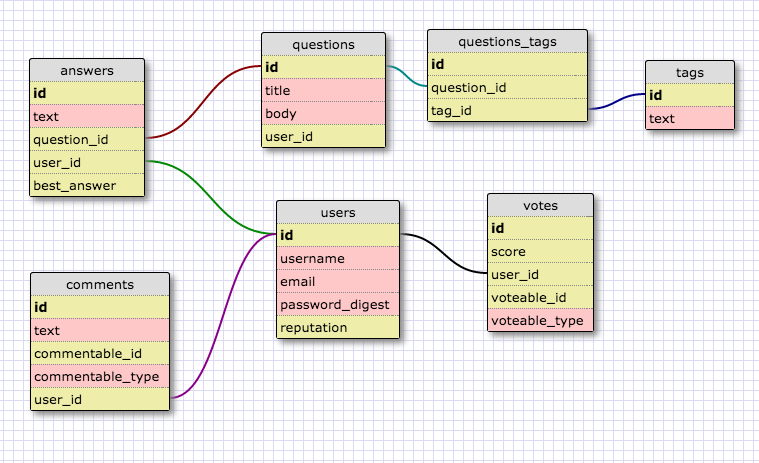 answers
id
text
question_id
user_id
best_answer
questions
id
title
body
user_id
questions_tags
id
question_id
tag_id
tags
id
text
comments
id
text
commentable_id
commentable_type
user_id
users
id
username
email
password_digest
reputation
votes
id
score
user_id
voteable_id
voteable_type